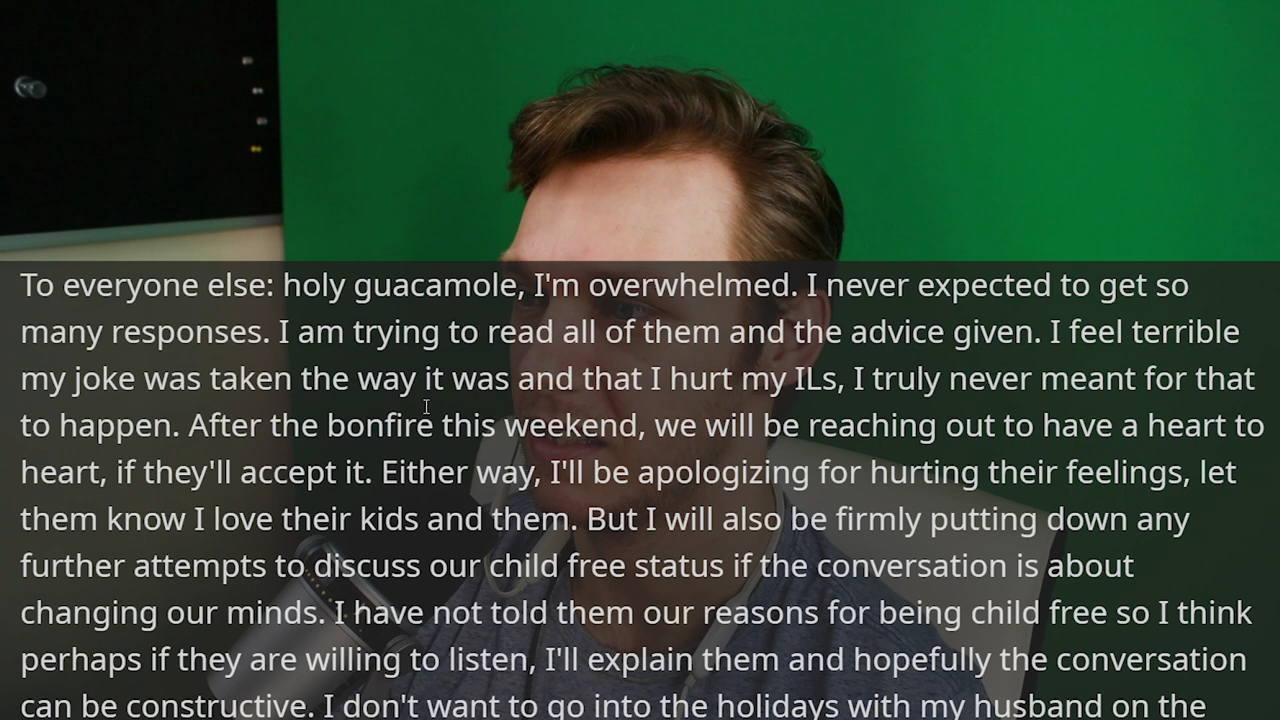 To everyone else: holy guacamole, I'm overwhelmed. I never expected to get so
many responses. I am trying to read all of them and the advice given. I feel terrible
my joke was taken the way it was and that I hurt my ILs, I truly never meant for that
to happen. After the bonfire this weekend, we will be reaching out to have a heart to
heart, if they'll accept it. Either way, I'll be apologizing for hurting their feelings, let
them know I love their kids and them. But I will also be firmly putting down any
further attempts to discuss our child free status if the conversation is about
changing our minds. I have not told them our reasons for being child free so I think
perhaps if they are willing to listen, I'll explain them and hopefully the conversation
can be constructive. I don't want to go into the holidays with my husband on the